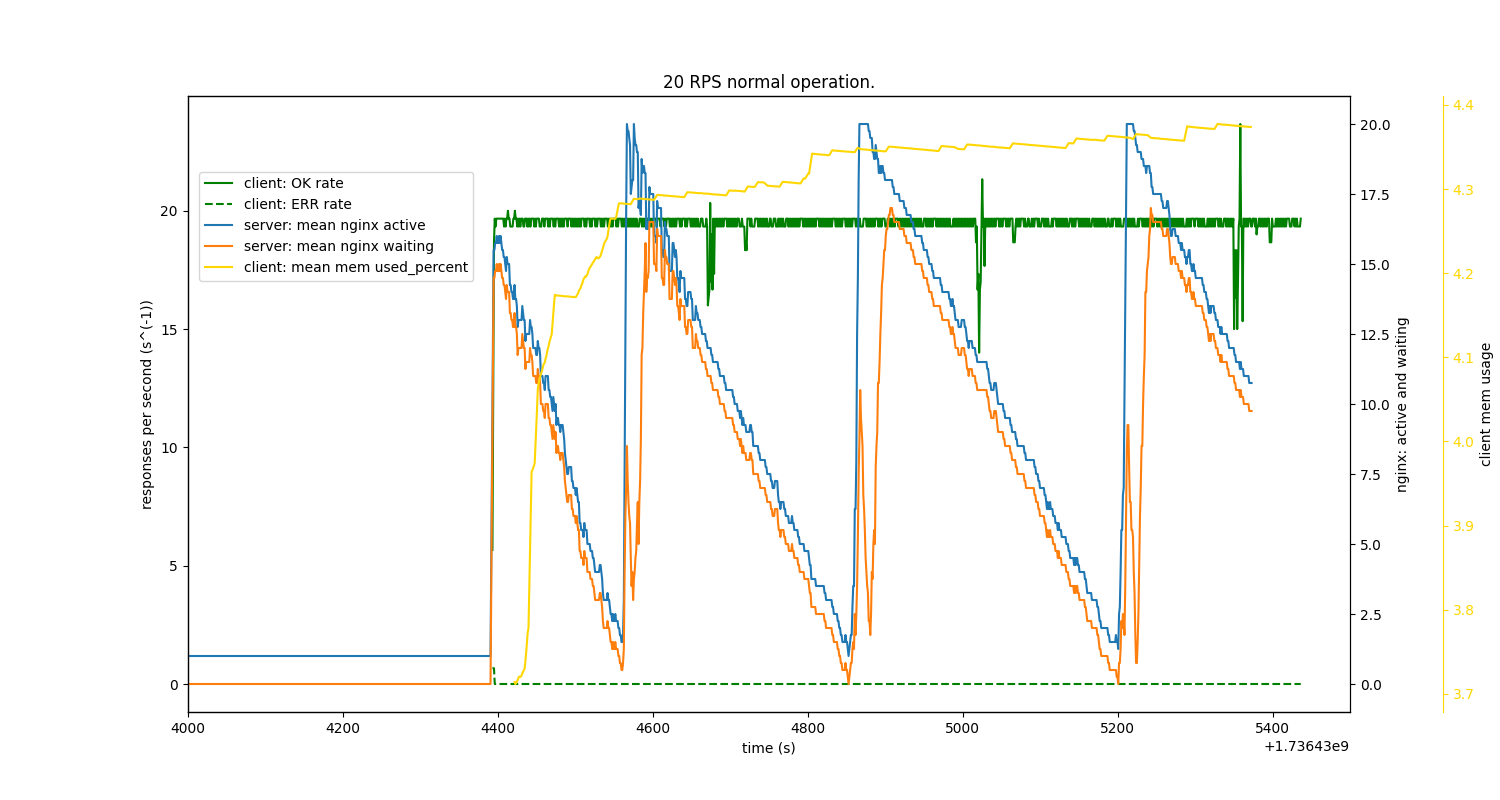 20 RPS normal operation.
client: OK rate
client: ERR rate
server: mean nginx active
server: mean nginx waiting
client: mean mem used_percent
responses per second (s^(-1))
20
15
10
5
0
4000
4200
4400
4600
4800
5000
5200
5400
time (s)
+1.73643e9
20.0
17.5
15.0
12.5
10.0
7.5
5.0
2.5
0.0
nginx: active and waiting
4.4
4.3
4.2
4.1
4.0
3.9
3.8
3.7
client mem usage